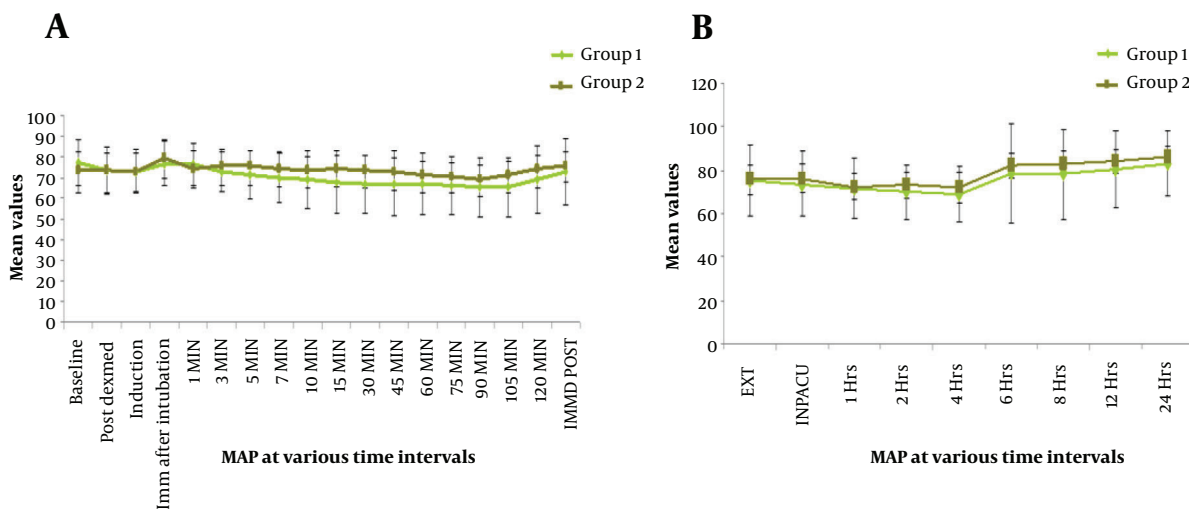 A
Group 1
Group 2
Mean values
100
90
80
70
60
50
40
30
20
10
0
Baseline
Post dexmed
Induction
Imm after intubation
1 MIN
3 MIN
5 MIN
7 MIN
10 MIN
15 MIN
30 MIN
45 MIN
60 MIN
75 MIN
90 MIN
105 MIN
120 MIN
IMMD POST
MAP at various time intervals
B
Group 1
Group 2
Mean values
120
100
80
60
40
20
0
EXT
INPACU
1 Hrs
2 Hrs
4 Hrs
6 Hrs
8 Hrs
12 Hrs
24 Hrs
MAP at various time intervals